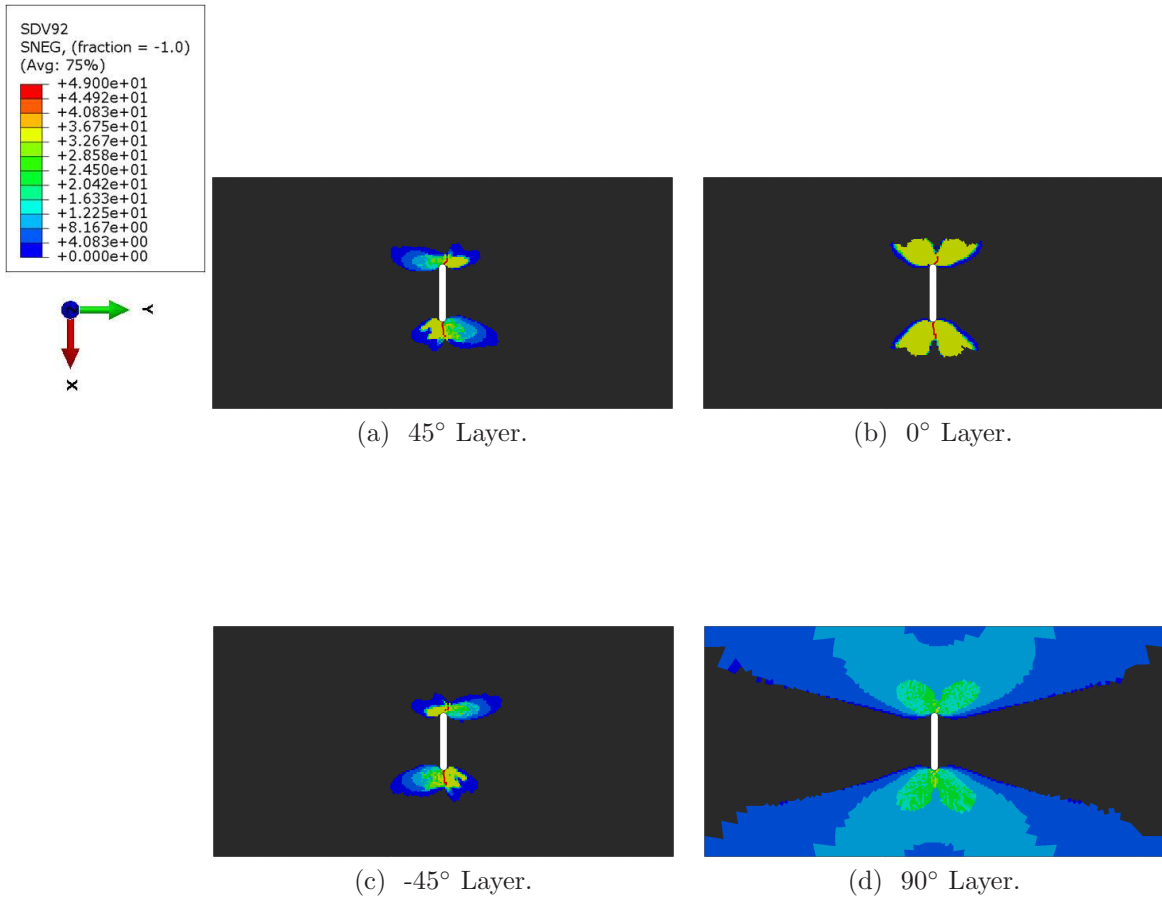 SDV92
SNEG, (fraction = -1.0)
(Avg: 75%)
+4.900e+01
+4.492e+01
+4.083e+01
+3.675e+01
+3.267e+01
+2.858e+01
+2.450e+01
+2.042e+01
+1.633e+01
+1.225e+01
+8.167e+00
+4.083e+00
+0.000e+00
Z
Y
X
(a) 45° Layer.
(b) 0° Layer.
(c) -45° Layer.
(d) 90° Layer.